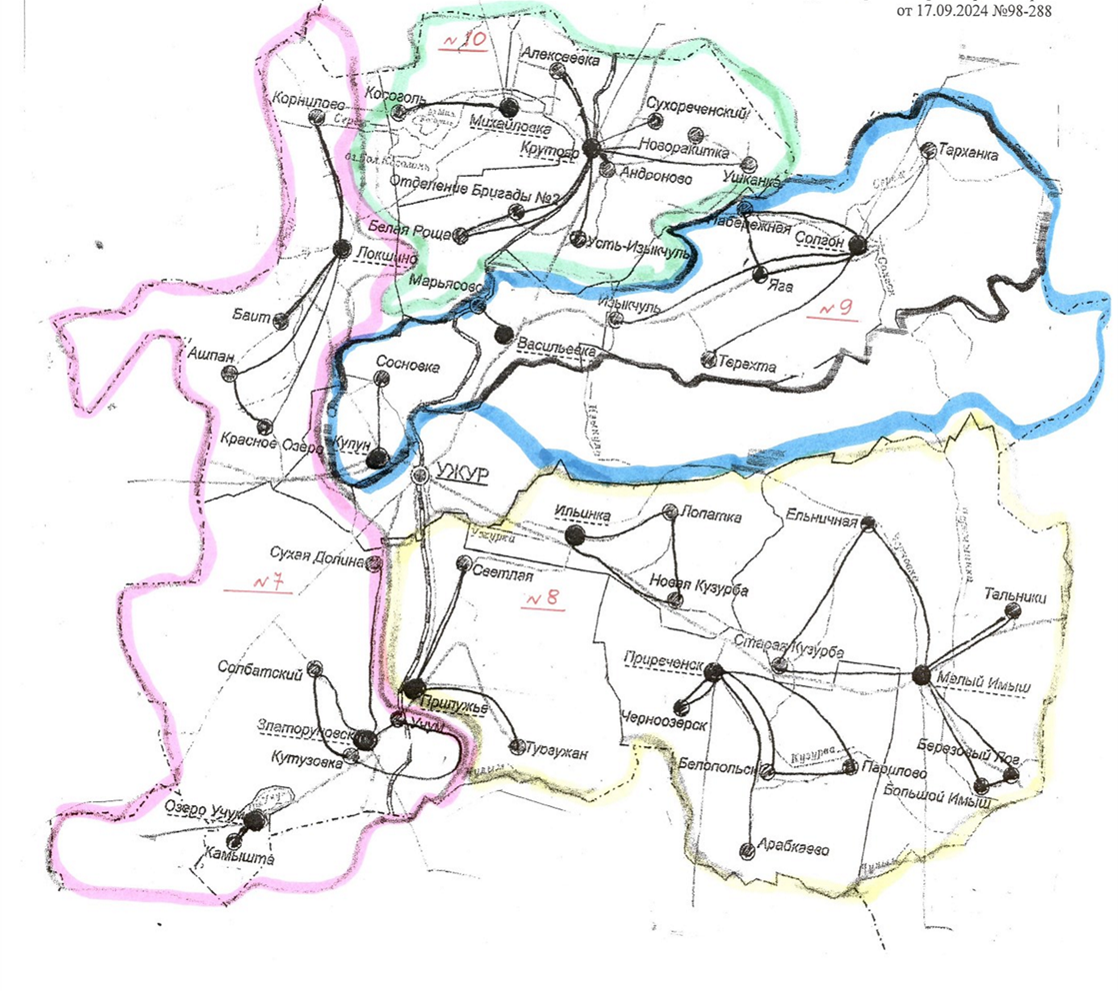 от 17.09.2024 №98-288
№10
Алексеевка
Корнилово
Косоголь
Сухореченский
Михайловка
Крутояр
Новоракитка
Тарханка
Андроново
Ушканка
Отделение Бригады №2
Белая Роща
Усть-Изыкчуль
Набережная
Солгон
Локшино
Марьясово
Яга
Изыкчуль
№9
Баит
Васильевка
Ашпан
Сосновка
Терехта
Красное Озеро
Кулун
УЖУР
Ильинка
Лопатка
Ельничная
Сухая Долина
Светлая
№7
№8
Новая Кузурба
Тальники
Солбатский
Старая Кузурба
Приреченск
Малый Имыш
Прилужье
Черноозерск
Златоруновск
Учум
Кутузовка
Турзужан
Березовый Лог
Белопольск
Парилово
Большой Имыш
Озеро Учум
Камышта
Арабкаево